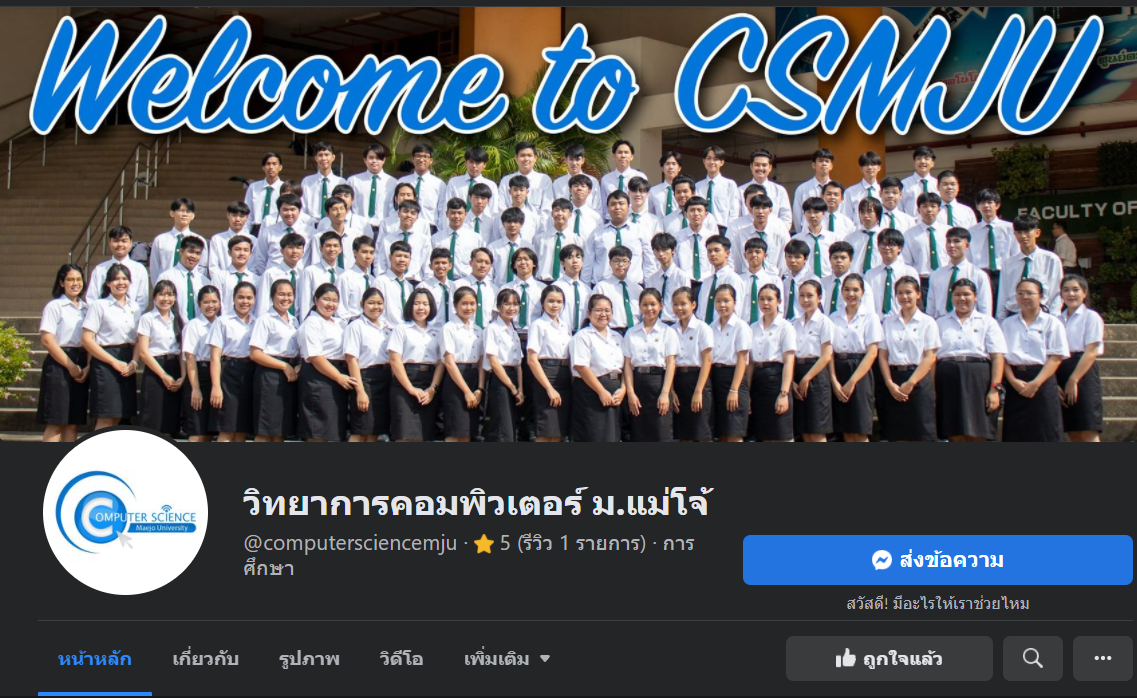 Welcome to CSMJU
FACULTY OF
COMPUTER SCIENCE
Maejo University
วิทยาการคอมพิวเตอร์ ม.แม่โจ้
@computersciencemju · 5 (รีวิว 1 รายการ) · การ
ศึกษา
ส่งข้อความ
สวัสดี! มีอะไรให้เราช่วยไหม
หน้าหลัก
เกี่ยวกับ
รูปภาพ
วิดีโอ
เพิ่มเติม
ถูกใจแล้ว